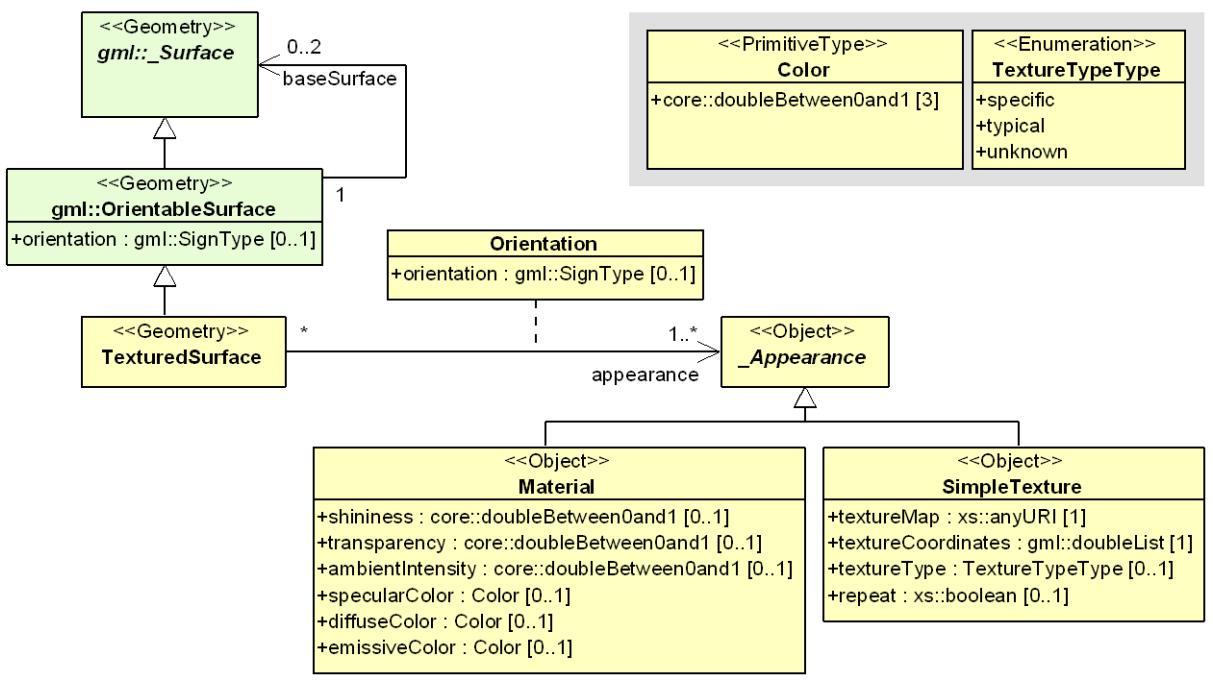 <<Geometry>>
gml::_Surface
0..2
baseSurface
<<PrimitiveType>>
Color
+core::doubleBetween0and1 [3]
<<Enumeration>>
TextureTypeType
+specific
+typical
+unknown
<<Geometry>>
gml::OrientableSurface
+orientation : gml::SignType [0..1]
1
Orientation
+orientation : gml::SignType [0..1]
<<Geometry>>
TexturedSurface
*
1..*
appearance
<<Object>>
_Appearance
<<Object>>
Material
+shininess : core::doubleBetween0and1 [0..1]
+transparency : core::doubleBetween0and1 [0..1]
+ambientIntensity : core::doubleBetween0and1 [0..1]
+specularColor : Color [0..1]
+diffuseColor : Color [0..1]
+emissiveColor : Color [0..1]
<<Object>>
SimpleTexture
+textureMap : xs::anyURI [1]
+textureCoordinates : gml::doubleList [1]
+textureType : TextureTypeType [0..1]
+repeat : xs::boolean [0..1]